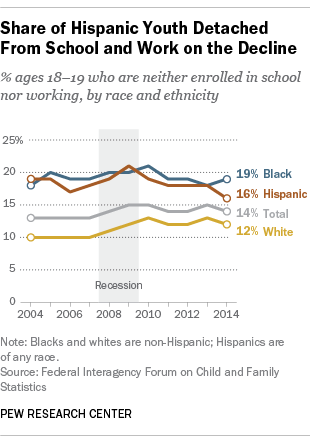 Share of Hispanic Youth Detached
From School and Work on the Decline
% ages 18–19 who are neither enrolled in school
nor working, by race and ethnicity
25%
20
15
10
5
0
19% Black
16% Hispanic
14% Total
12% White
Recession
2004 2006 2008 2010 2012 2014
Note: Blacks and whites are non-Hispanic; Hispanics are
of any race.
Source: Federal Interagency Forum on Child and Family
Statistics
PEW RESEARCH CENTER